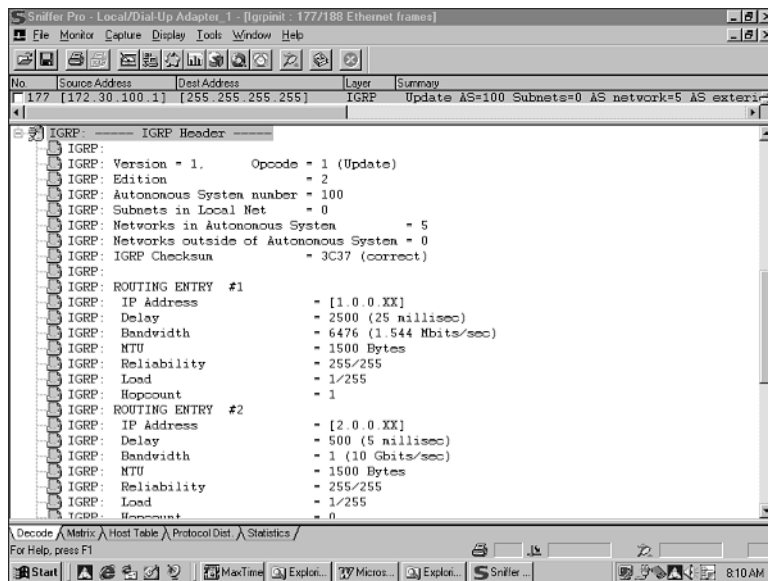 Sniffer Pro - Local/Dial-Up Adapter_1 - [Igrpinit : 177/188 Ethernet frames]
File Monitor Capture Display Tools Window Help
No. Source Address Dest Address Layer Summary
177 [172.30.100.1] [255.255.255.255] IGRP Update AS=100 Subnets=0 AS network=5 AS exteri
IGRP: ----- IGRP Header -----
IGRP:
IGRP: Version = 1, Opcode = 1 (Update)
IGRP: Edition = 2
IGRP: Autonomous System number = 100
IGRP: Subnets in Local Net = 0
IGRP: Networks in Autonomous System = 5
IGRP: Networks outside of Autonomous System = 0
IGRP: IGRP Checksum = 3C37 (correct)
IGRP:
IGRP: ROUTING ENTRY #1
IGRP: IP Address = [1.0.0.XX]
IGRP: Delay = 2500 (25 millisec)
IGRP: Bandwidth = 6476 (1.544 Mbits/sec)
IGRP: MTU = 1500 Bytes
IGRP: Reliability = 255/255
IGRP: Load = 1/255
IGRP: Hopcount = 1
IGRP: ROUTING ENTRY #2
IGRP: IP Address = [2.0.0.XX]
IGRP: Delay = 500 (5 millisec)
IGRP: Bandwidth = 1 (10 Gbits/sec)
IGRP: MTU = 1500 Bytes
IGRP: Reliability = 255/255
IGRP: Load = 1/255
IGRP: Hopcount = 0
Decode Matrix Host Table Protocol Dist. Statistics
For Help, press F1
Start MaxTime Explori... Micros... Explori... Sniffer ... 8:10 AM